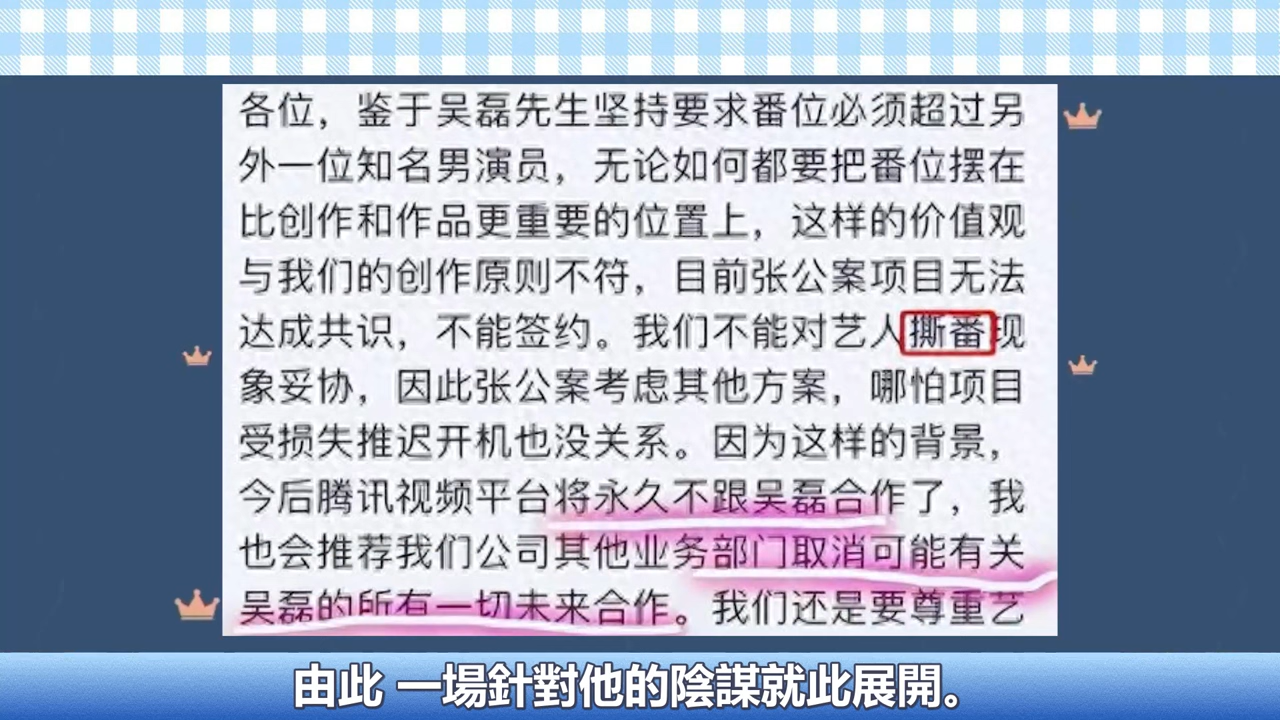 各位，鉴于吴磊先生坚持要求番位必须超过另
外一位知名男演员，无论如何都要把番位摆在
比创作和作品更重要的位置上，这样的价值观
与我们的创作原则不符，目前张公案项目无法
达成共识，不能签约。我们不能对艺人撕番现
象妥协，因此张公案考虑其他方案，哪怕项目
受损失推迟开机也没关系。因为这样的背景，
今后腾讯视频平台将永久不跟吴磊合作了，我
也会推荐我们公司其他业务部门取消可能有关
吴磊的所有一切未来合作。我们还是要尊重艺
由此 一場針對他的陰謀就此展開。